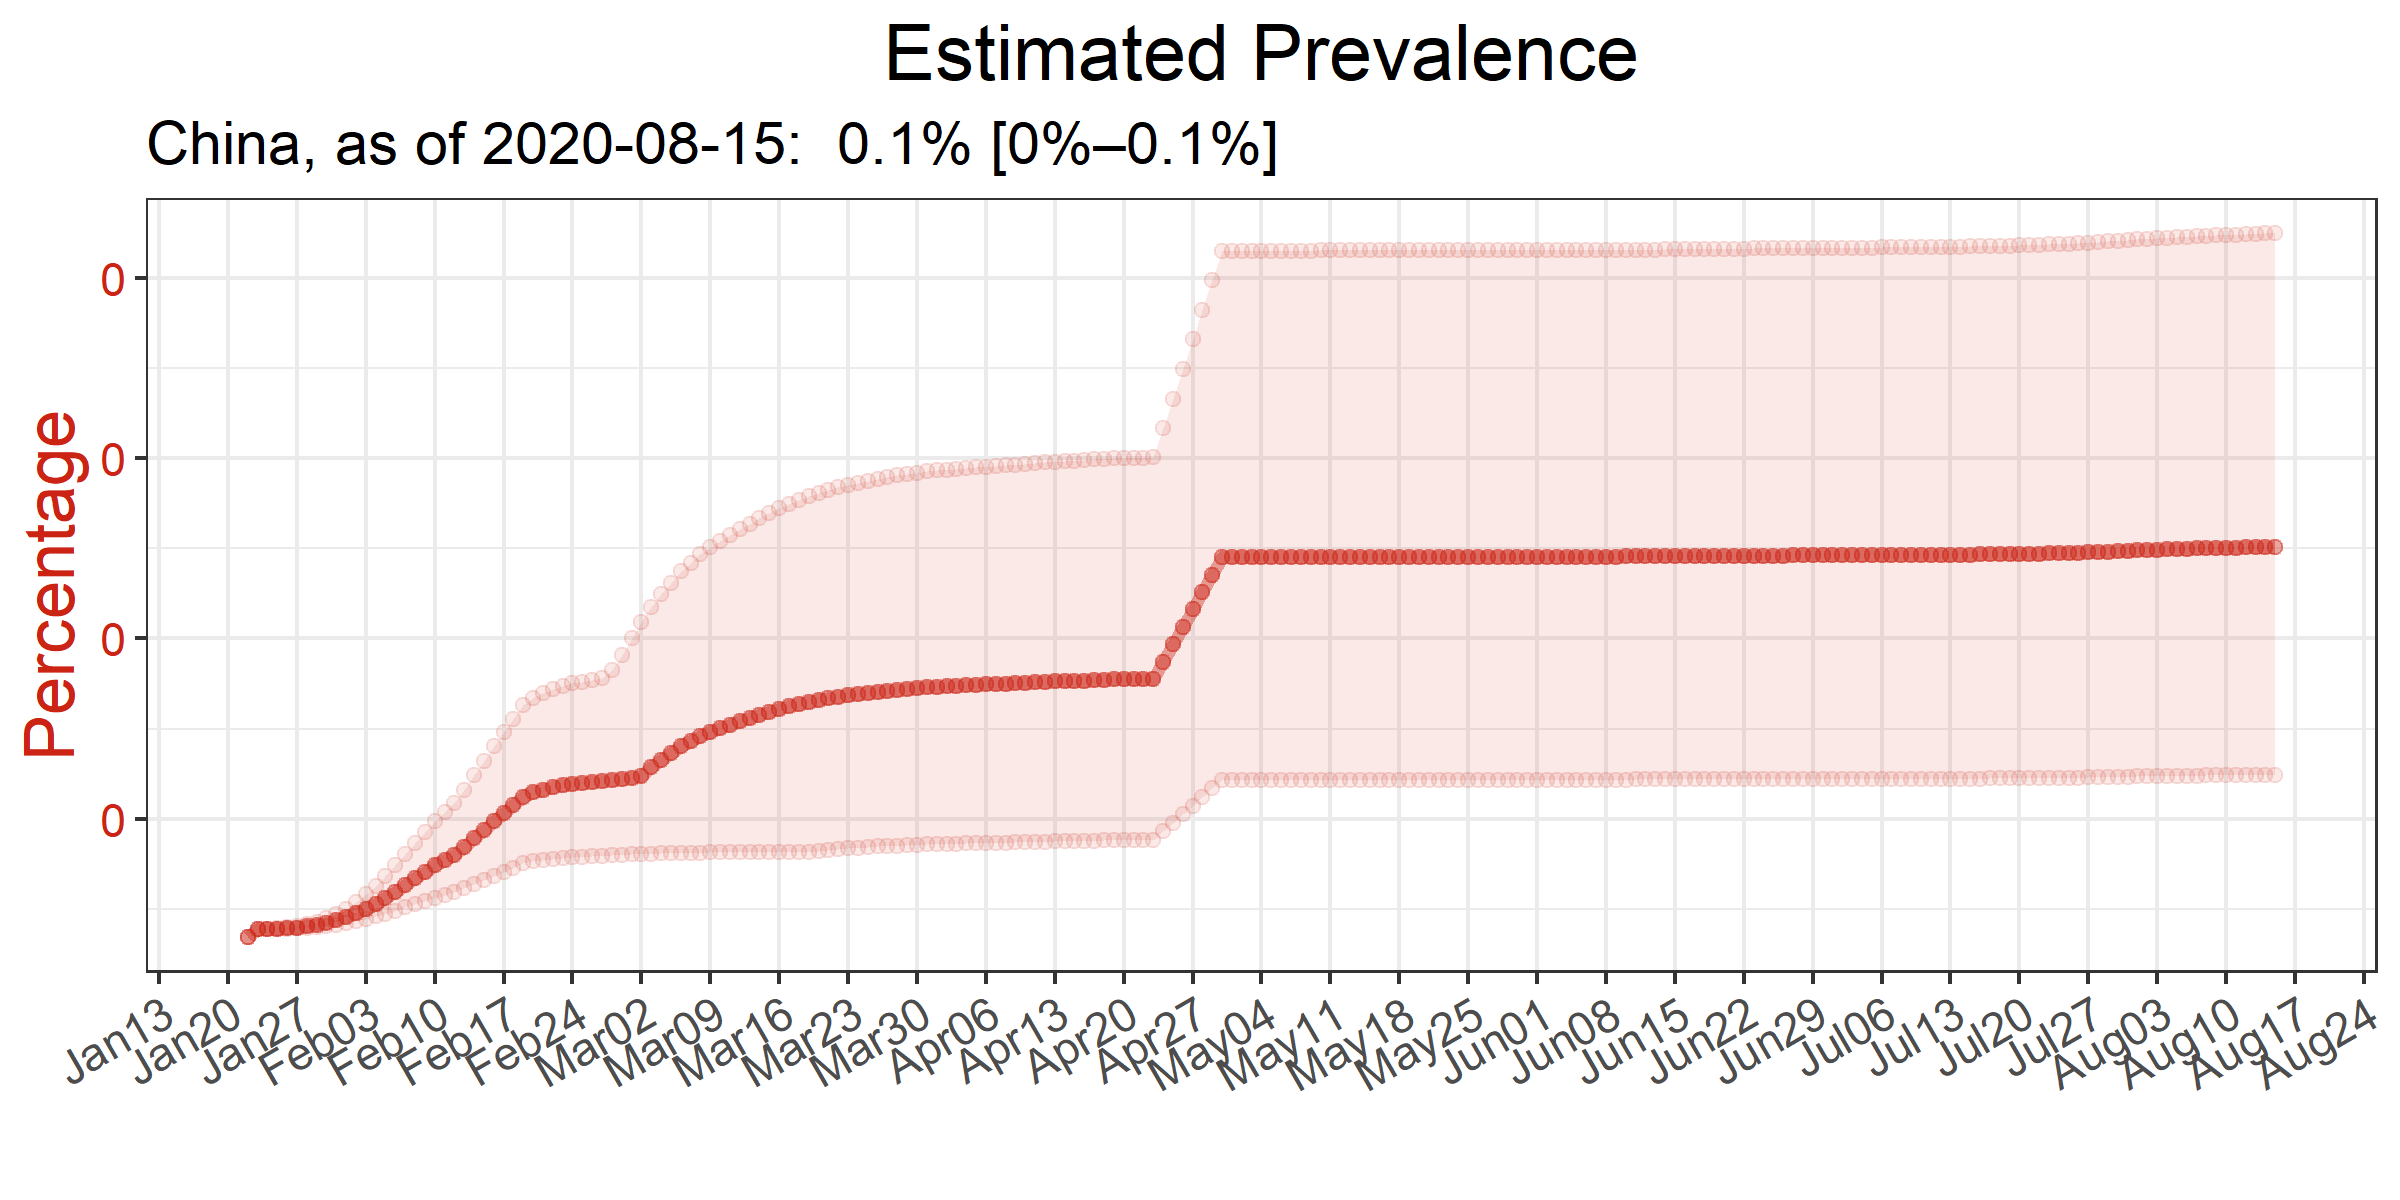 Estimated Prevalence
China, as of 2020-08-15:  0.1% [0%–0.1%]
Percentage
0
0
0
0
Jan13
Jan20
Jan27
Feb03
Feb10
Feb17
Feb24
Mar02
Mar09
Mar16
Mar23
Mar30
Apr06
Apr13
Apr20
Apr27
May04
May11
May18
May25
Jun01
Jun08
Jun15
Jun22
Jun29
Jul06
Jul13
Jul20
Jul27
Aug03
Aug10
Aug17
Aug24